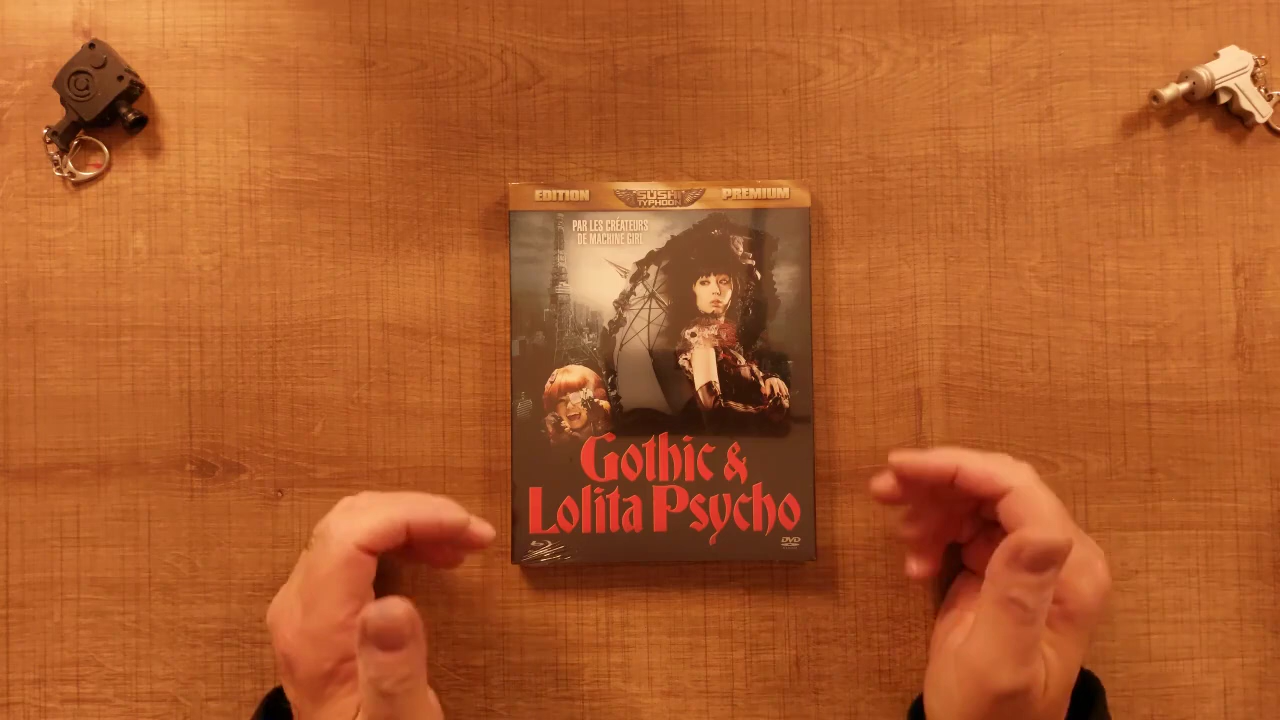 EDITION SUSHI TYPHOON PREMIUM
PAR LES CRÉATEURS
DE MACHINE GIRL
Gothic &
Lolita Psycho
DVD